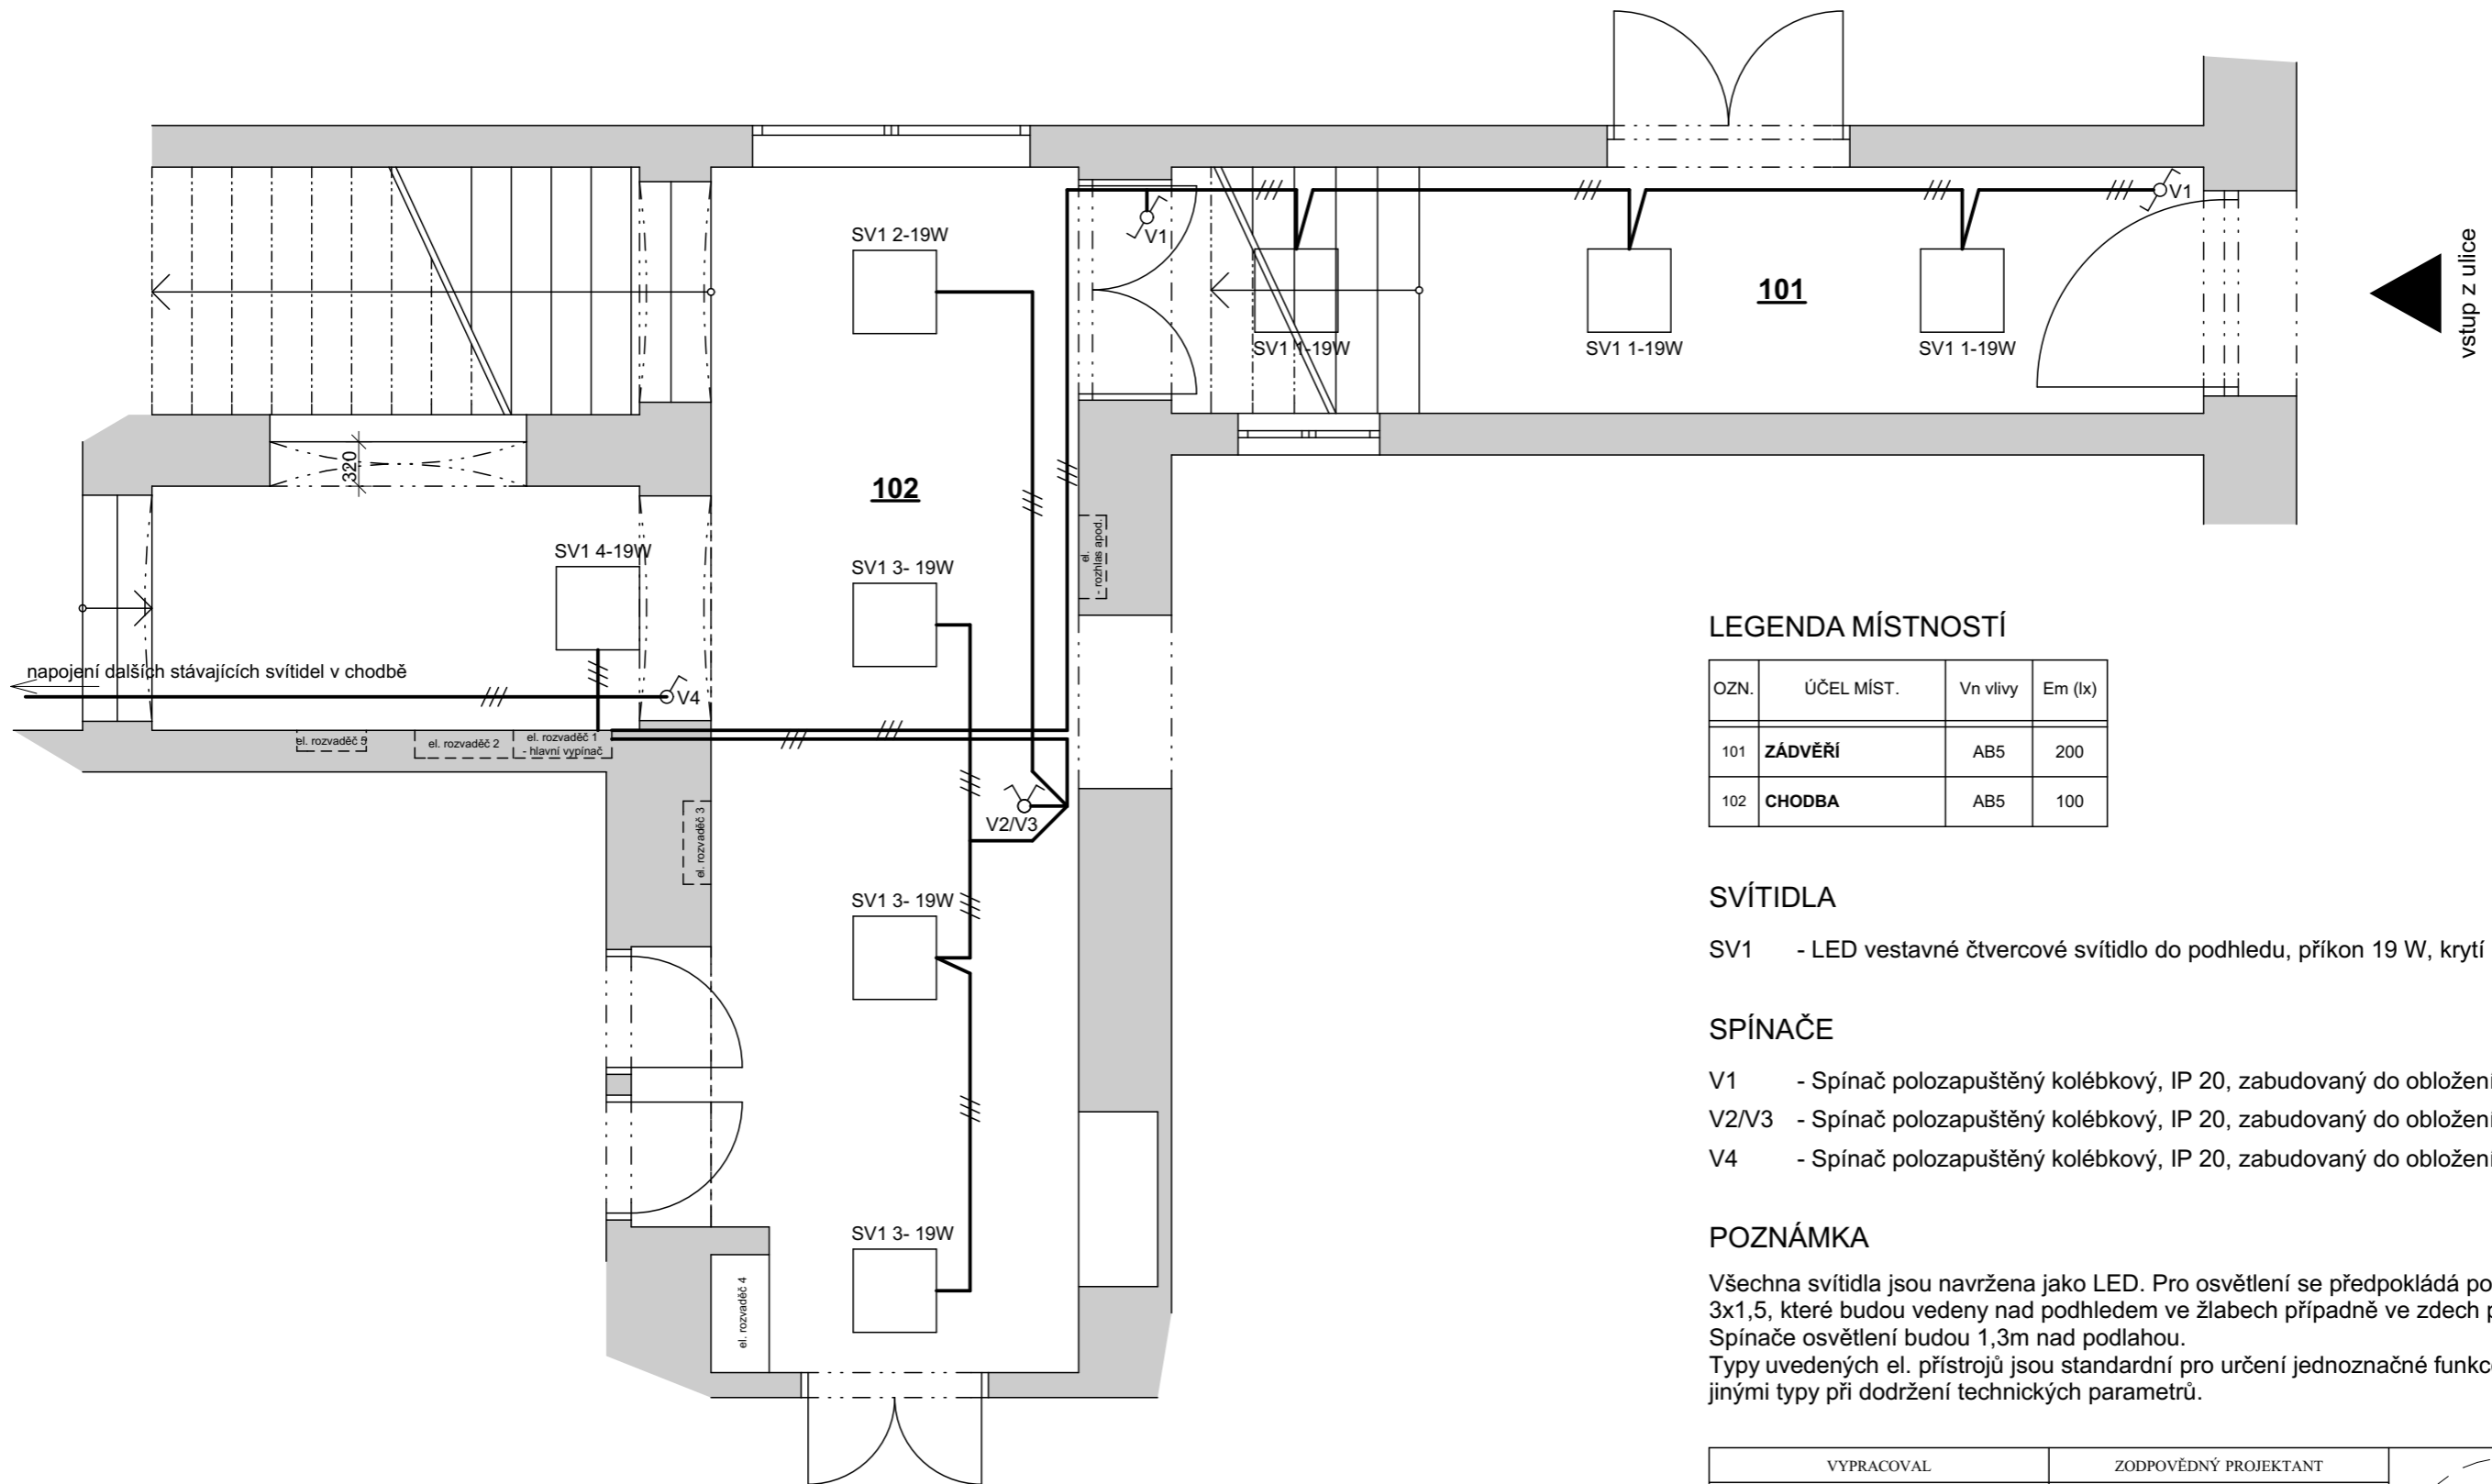 SV1 2-19W
V1
V1
101
SV1 1-19W
SV1 1-19W
SV1 1-19W
vstup z ulice
320
102
SV1 4-19W
SV1 3- 19W
el.
- rozhlas apod.
napojení dalších stávajících svítidel v chodbě
V4
el. rozvaděč 5
el. rozvaděč 2
el. rozvaděč 1
- hlavní vypínač
el. rozvaděč 3
V2/V3
SV1 3- 19W
SV1 3- 19W
el. rozvaděč 4
LEGENDA MÍSTNOSTÍ
OZN. ÚČEL MÍST. Vn vlivy Em (lx)
101 ZÁDVĚŘÍ AB5 200
102 CHODBA AB5 100
SVÍTIDLA
SV1 - LED vestavné čtvercové svítidlo do podhledu, příkon 19 W, krytí
SPÍNAČE
V1 - Spínač polozapuštěný kolébkový, IP 20, zabudovaný do obložení
V2/V3 - Spínač polozapuštěný kolébkový, IP 20, zabudovaný do obložení
V4 - Spínač polozapuštěný kolébkový, IP 20, zabudovaný do obložení
POZNÁMKA
Všechna svítidla jsou navržena jako LED. Pro osvětlení se předpokládá po
3x1,5, které budou vedeny nad podhledem ve žlabech případně ve zdech p
Spínače osvětlení budou 1,3m nad podlahou.
Typy uvedených el. přístrojů jsou standardní pro určení jednoznačné funkc
jinými typy při dodržení technických parametrů.
VYPRACOVAL ZODPOVĚDNÝ PROJEKTANT